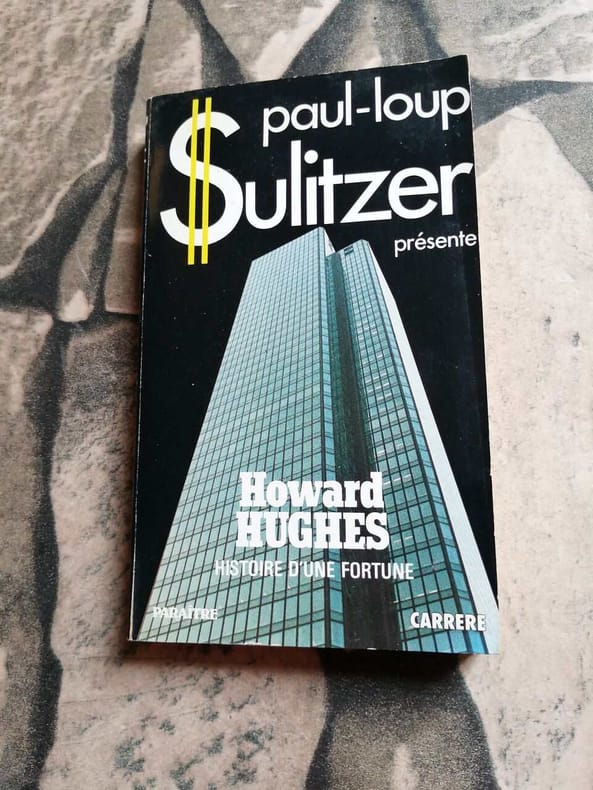 paul-loup
$ulitzer
présente
Howard
HUGHES
HISTOIRE D'UNE FORTUNE
PARAÎTRE
CARRERE